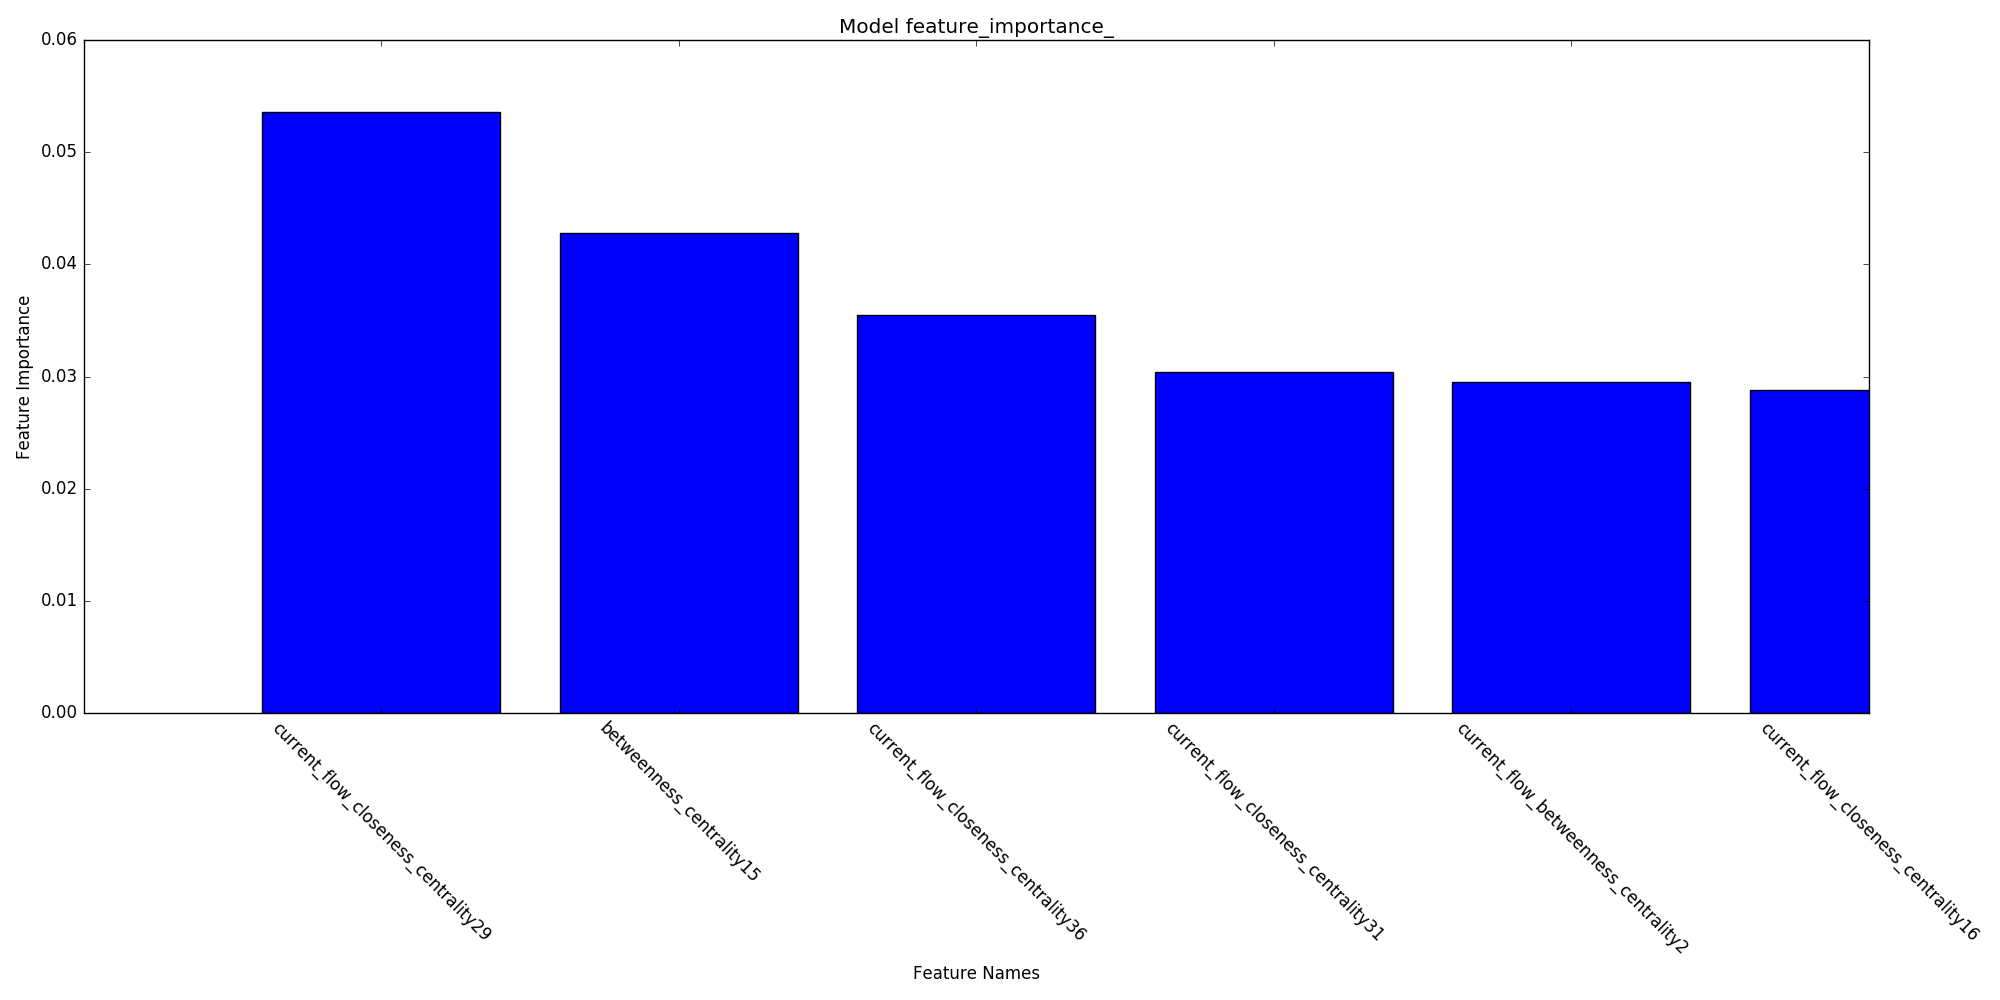 Model feature_importance_
0.06
0.05
0.04
0.03
0.02
0.01
0.00
Feature Importance
current_flow_closeness_centrality29
betweenness_centrality15
current_flow_closeness_centrality36
current_flow_closeness_centrality31
current_flow_betweenness_centrality2
current_flow_closeness_centrality16
Feature Names